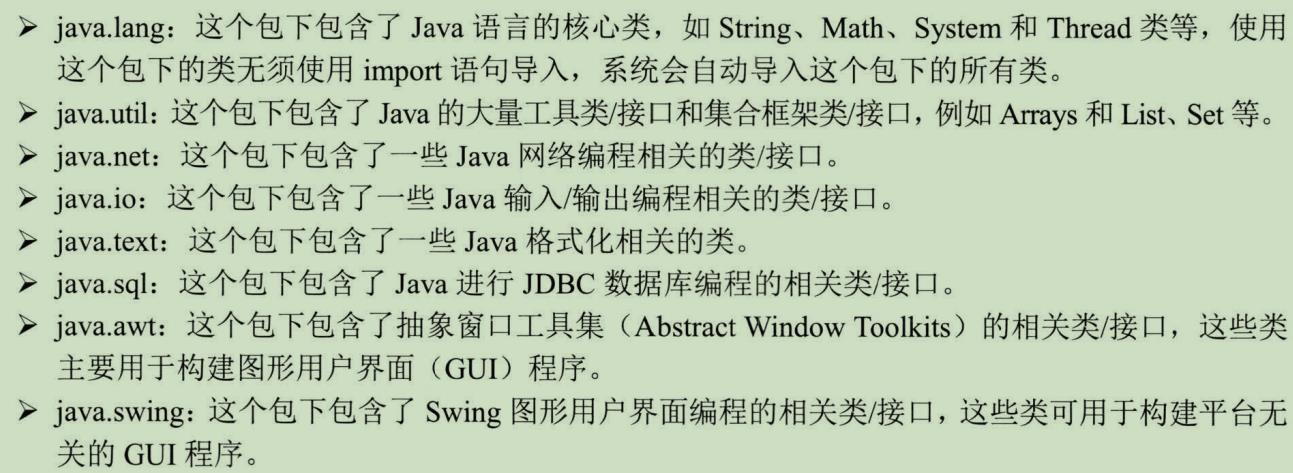 ➤ java.lang：这个包下包含了 Java 语言的核心类，如 String、Math、System 和 Thread 类等，使用
这个包下的类无须使用 import 语句导入，系统会自动导入这个包下的所有类。
➤ java.util：这个包下包含了 Java 的大量工具类/接口和集合框架类/接口，例如 Arrays 和 List、Set 等。
➤ java.net：这个包下包含了一些 Java 网络编程相关的类/接口。
➤ java.io：这个包下包含了一些 Java 输入/输出编程相关的类/接口。
➤ java.text：这个包下包含了一些 Java 格式化相关的类。
➤ java.sql：这个包下包含了 Java 进行 JDBC 数据库编程的相关类/接口。
➤ java.awt：这个包下包含了抽象窗口工具集（Abstract Window Toolkits）的相关类/接口，这些类
主要用于构建图形用户界面（GUI）程序。
➤ java.swing：这个包下包含了 Swing 图形用户界面编程的相关类/接口，这些类可用于构建平台无
关的 GUI 程序。